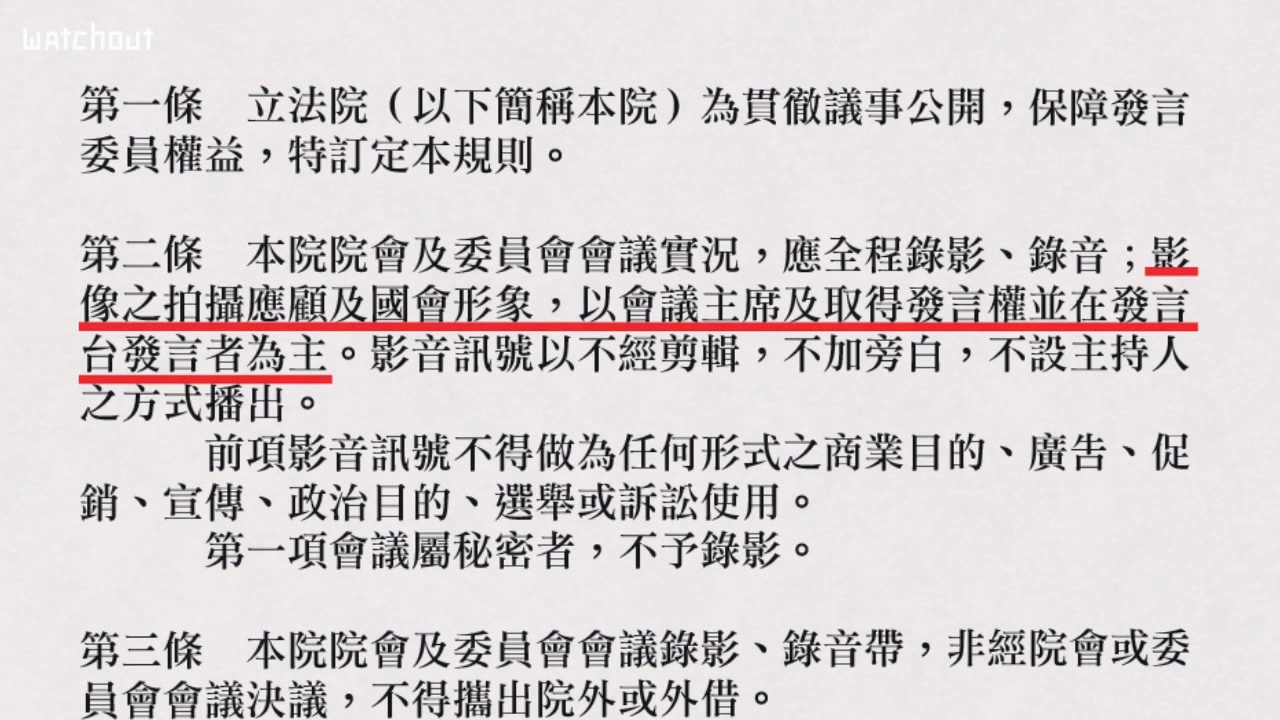 watchout
第一條　立法院（以下簡稱本院）為貫徹議事公開，保障發言
委員權益，特訂定本規則。
第二條　本院院會及委員會會議實況，應全程錄影、錄音；影
像之拍攝應顧及國會形象，以會議主席及取得發言權並在發言
台發言者為主。影音訊號以不經剪輯，不加旁白，不設主持人
之方式播出。
前項影音訊號不得做為任何形式之商業目的、廣告、促
銷、宣傳、政治目的、選舉或訴訟使用。
第一項會議屬秘密者，不予錄影。
第三條　本院院會及委員會會議錄影、錄音帶，非經院會或委
員會會議決議，不得攜出院外或外借。